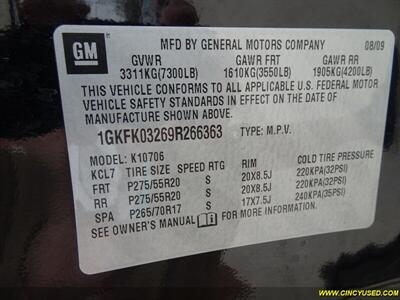 GM
MFD BY GENERAL MOTORS COMPANY 08/09
GVWR GAWR FRT GAWR RR
3311KG(7300LB) 1610KG(3550LB) 1905KG(4200LB)
THIS VEHICLE CONFORMS TO ALL APPLICABLE U.S. FEDERAL MOTOR
VEHICLE SAFETY STANDARDS IN EFFECT ON THE DATE OF
MANUFACTURE SHOWN ABOVE.
1GKFK03269R266363 TYPE: M.P.V.
MODEL: K10706
KCL7 TIRE SIZE SPEED RTG RIM COLD TIRE PRESSURE
FRT P275/55R20 S 20X8.5J 220KPA(32PSI)
RR P275/55R20 S 20X8.5J 220KPA(32PSI)
SPA P265/70R17 S 17X7.5J 240KPA(35PSI)
SEE OWNER'S MANUAL FOR MORE INFORMATION.
WWW.CINCYUSED.COM